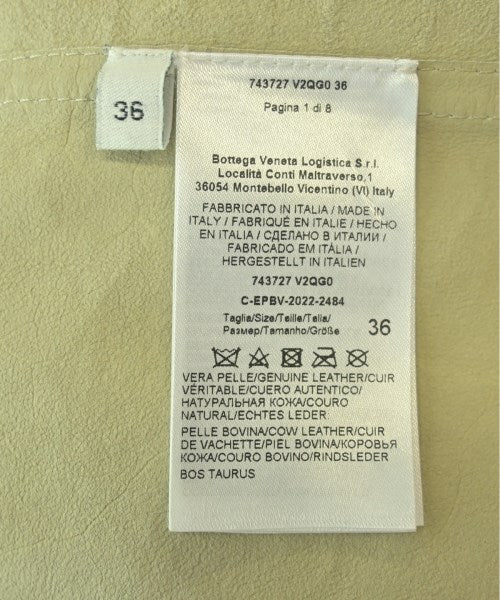 36
743727 V2QG0 36
Pagina 1 di 8
Bottega Veneta Logistica S.r.l.
Località Conti Maltraverso,1
36054 Montebello Vicentino (VI) Italy
FABBRICATO IN ITALIA / MADE IN
ITALY / FABRIQUÉ EN ITALIE / HECHO
EN ITALIA / СДЕЛАНО В ИТАЛИИ /
FABRICADO EM ITÁLIA /
HERGESTELLT IN ITALIEN
743727 V2QG0
C-EPBV-2022-2484
Taglia/Size/Teille/Talla/
Размер/Tamanho/Größe 36
VERA PELLE/GENUINE LEATHER/CUIR
VÉRITABLE/CUERO AUTENTICO/
НАТУРАЛЬНАЯ КОЖА/COURO
NATURAL/ECHTES LEDER:
PELLE BOVINA/COW LEATHER/CUIR
DE VACHETTE/PIEL BOVINA/КОРОВЬЯ
КОЖА/COURO BOVINO/RINDSLEDER
BOS TAURUS